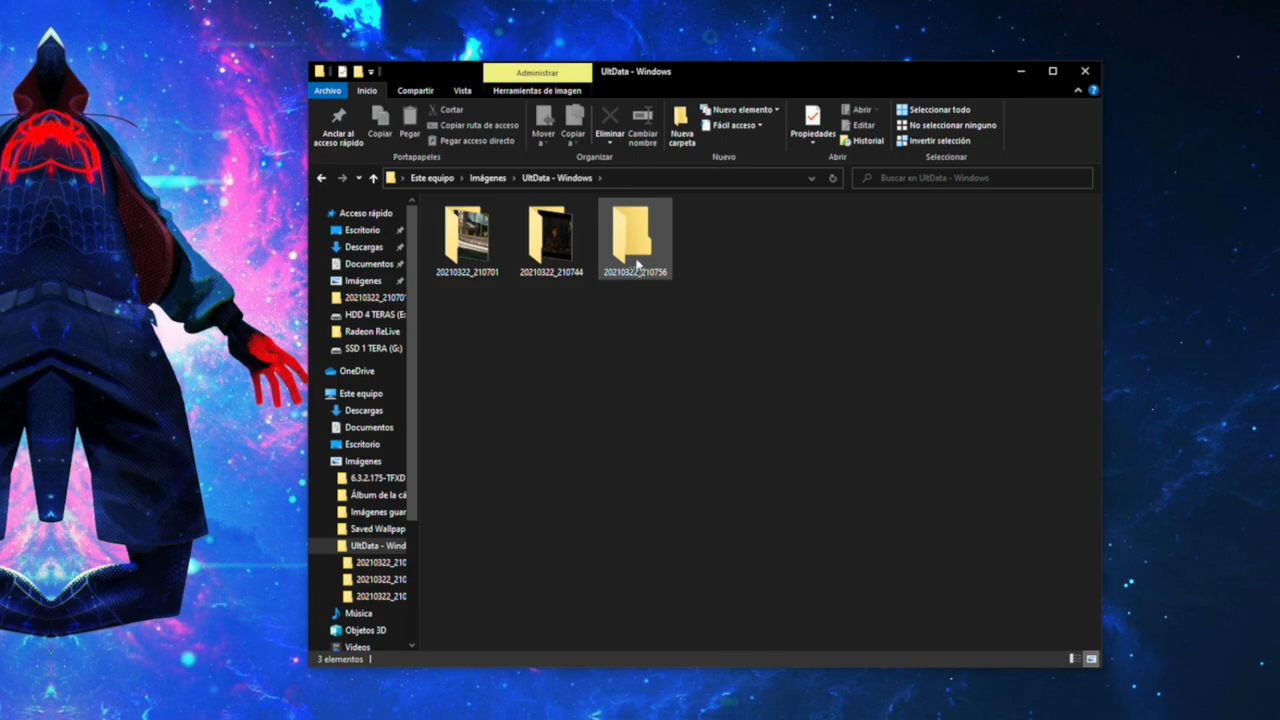 Administrar
UltData - Windows
Archivo
Inicio
Compartir
Vista
Herramientas de imagen
Anclar al
acceso rápido
Copiar
Pegar
Cortar
Copiar ruta de acceso
Pegar acceso directo
Portapapeles
Mover
a
Copiar
a
Eliminar
Cambiar
nombre
Organizar
Nueva
carpeta
Nuevo elemento
Fácil acceso
Nuevo
Propiedades
Abrir
Editar
Historial
Abrir
Seleccionar todo
No seleccionar ninguno
Invertir selección
Seleccionar
Este equipo > Imágenes > UltData - Windows >
Buscar en UltData - Windows
Acceso rápido
Escritorio
Descargas
Documentos
Imágenes
20210322_21070
HDD 4 TERAS (E:
Radeon ReLive
SSD 1 TERA (G:)
OneDrive
Este equipo
Descargas
Documentos
Escritorio
Imágenes
6.3.2.175-TFXD
Álbum de la cá
Imágenes guar
Saved Wallpap
UltData - Wind
20210322_210
20210322_210
20210322_210
Música
Objetos 3D
Videos
20210322_210701
20210322_210744
20210322_210756
3 elementos